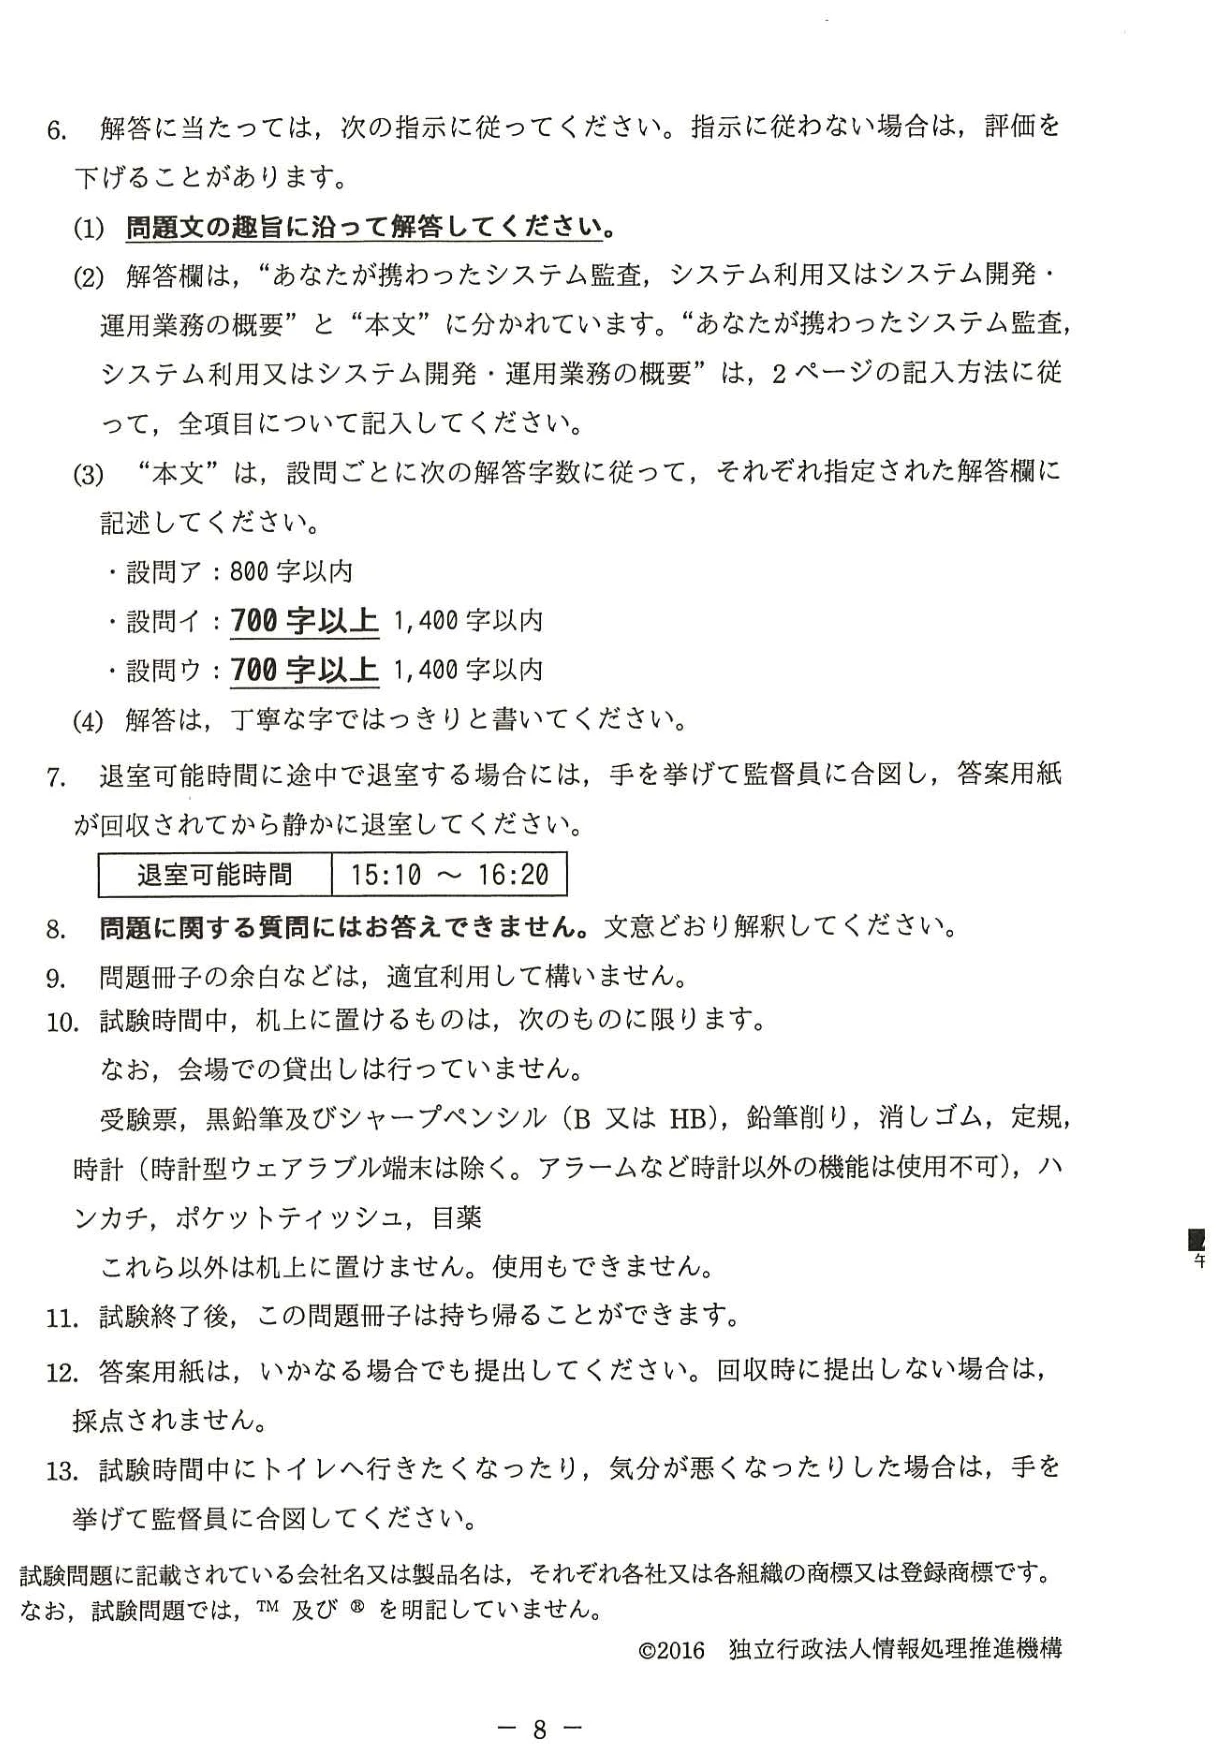 6. 解答に当たっては，次の指示に従ってください。指示に従わない場合は，評価を
下げることがあります。
(1) 問題文の趣旨に沿って解答してください。
(2) 解答欄は，“あなたが携わったシステム監査，システム利用又はシステム開発・
運用業務の概要” と “本文” に分かれています。“あなたが携わったシステム監査，
システム利用又はシステム開発・運用業務の概要” は，2 ページの記入方法に従
って，全項目について記入してください。
(3) “本文” は，設問ごとに次の解答字数に従って，それぞれ指定された解答欄に
記述してください。
・設問ア：800 字以内
・設問イ：700 字以上 1,400 字以内
・設問ウ：700 字以上 1,400 字以内
(4) 解答は，丁寧な字ではっきりと書いてください。
7. 退室可能時間に途中で退室する場合には，手を挙げて監督員に合図し，答案用紙
が回収されてから静かに退室してください。
退室可能時間 15:10 ～ 16:20
8. 問題に関する質問にはお答えできません。文意どおり解釈してください。
9. 問題冊子の余白などは，適宜利用して構いません。
10. 試験時間中，机上に置けるものは，次のものに限ります。
なお，会場での貸出しは行っていません。
受験票，黒鉛筆及びシャープペンシル（B 又は HB），鉛筆削り，消しゴム，定規，
時計（時計型ウェアラブル端末は除く。アラームなど時計以外の機能は使用不可），ハ
ンカチ，ポケットティッシュ，目薬
これら以外は机上に置けません。使用もできません。
11. 試験終了後，この問題冊子は持ち帰ることができます。
12. 答案用紙は，いかなる場合でも提出してください。回収時に提出しない場合は，
採点されません。
13. 試験時間中にトイレへ行きたくなったり，気分が悪くなったりした場合は，手を
挙げて監督員に合図してください。
試験問題に記載されている会社名又は製品名は，それぞれ各社又は各組織の商標又は登録商標です。
なお，試験問題では，™ 及び ® を明記していません。
©2016 独立行政法人情報処理推進機構
－ 8 －